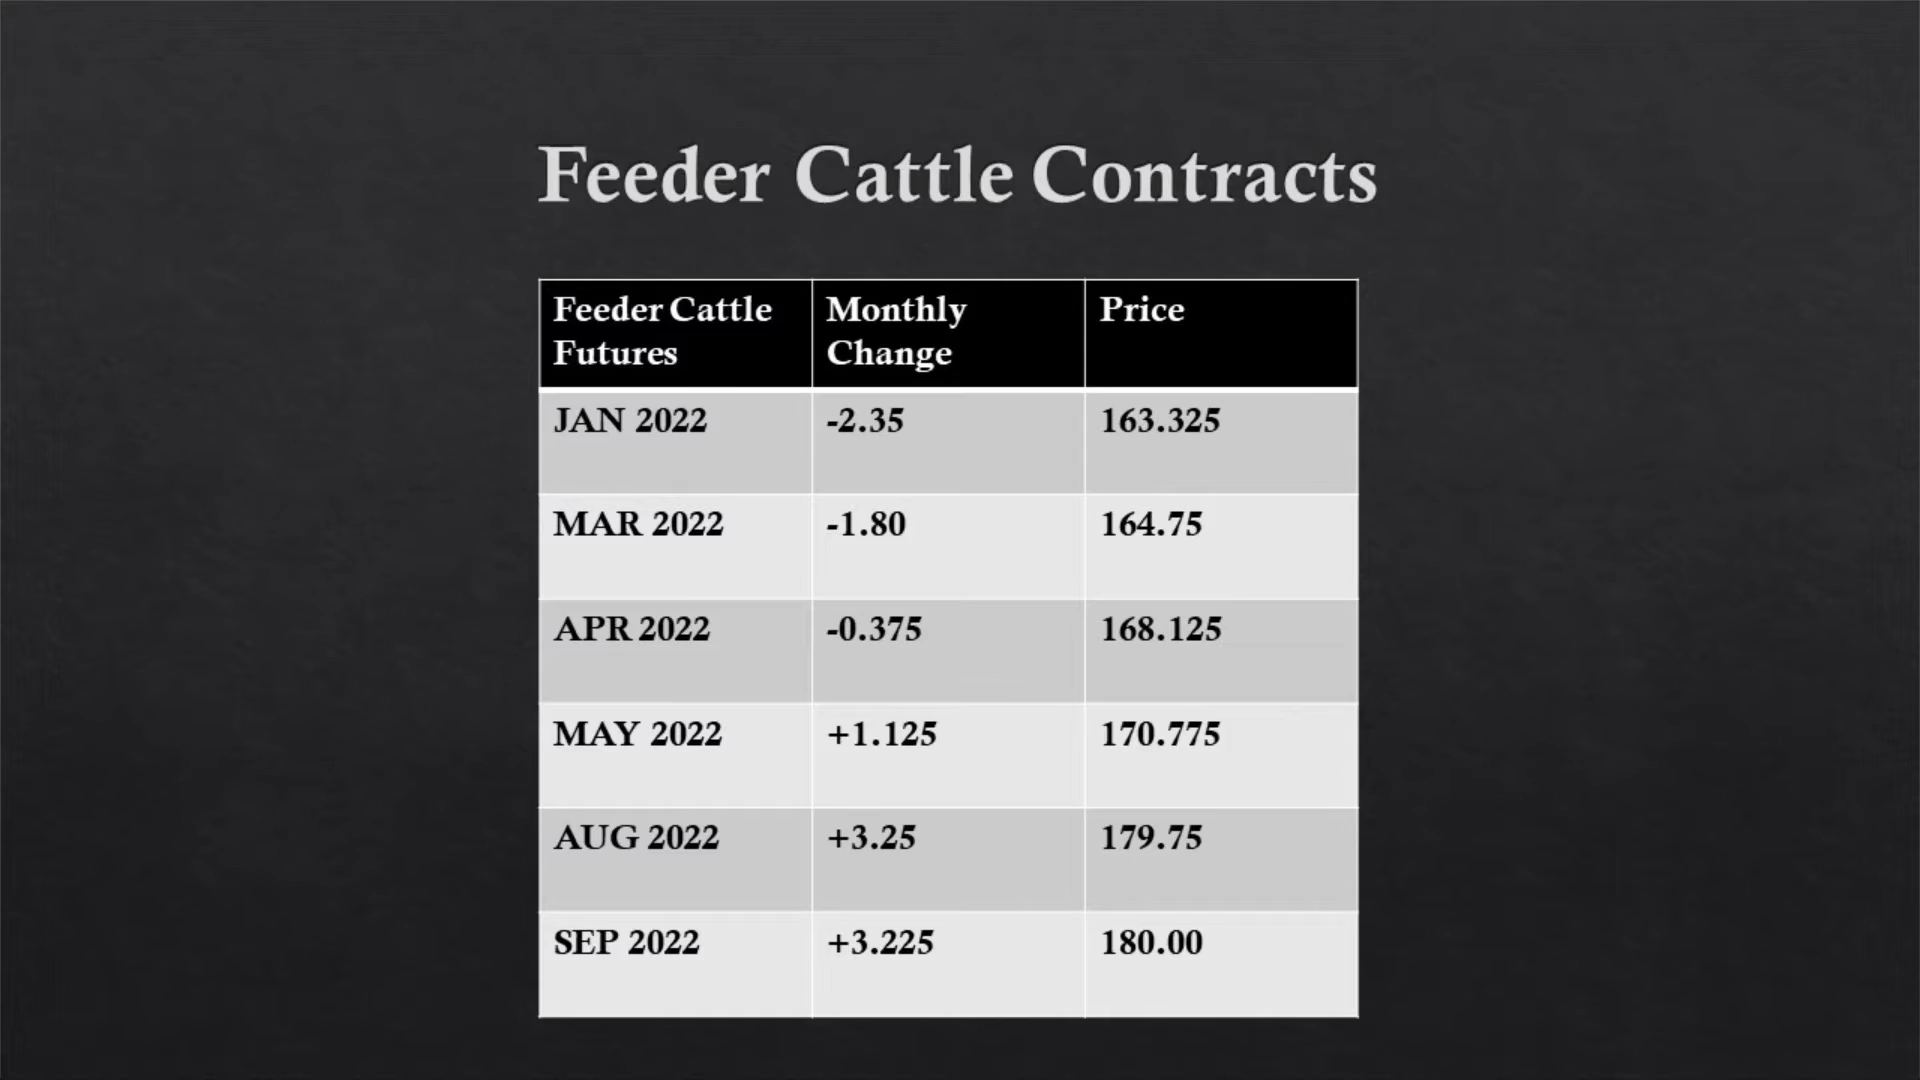 Feeder Cattle Contracts
Feeder Cattle Futures
Monthly Change
Price
JAN 2022
-2.35
163.325
MAR 2022
-1.80
164.75
APR 2022
-0.375
168.125
MAY 2022
+1.125
170.775
AUG 2022
+3.25
179.75
SEP 2022
+3.225
180.00